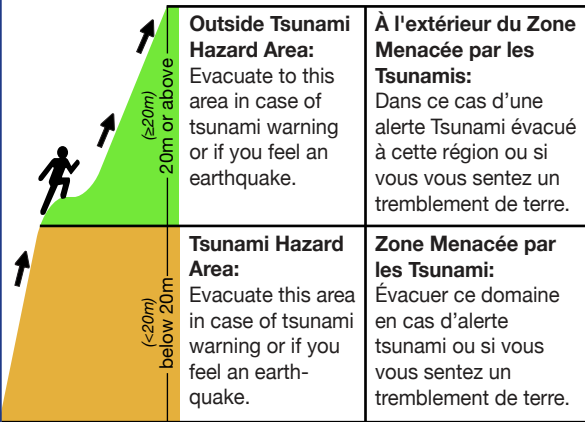 (≥20m)
20m or above
Outside Tsunami
Hazard Area:
Evacuate to this
area in case of
tsunami warning
or if you feel an
earthquake.
À l'extérieur du Zone
Menacée par les
Tsunamis:
Dans ce cas d’une
alerte Tsunami évacué
à cette région ou si
vous vous sentez un
tremblement de terre.
(<20m)
below 20m
Tsunami Hazard
Area:
Evacuate this area
in case of tsunami
warning or if you
feel an earth-
quake.
Zone Menacée par
les Tsunami:
Évacuer ce domaine
en cas d’alerte
tsunami ou si vous
vous sentez un
tremblement de terre.